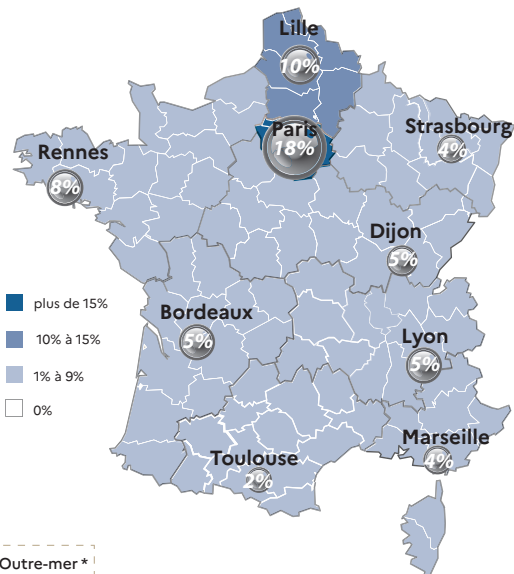 Lille
10%
Paris
18%
Strasbourg
4%
Rennes
8%
Dijon
5%
plus de 15%
10% à 15%
1% à 9%
0%
Bordeaux
5%
Lyon
5%
Marseille
4%
Toulouse
2%
Outre-mer *